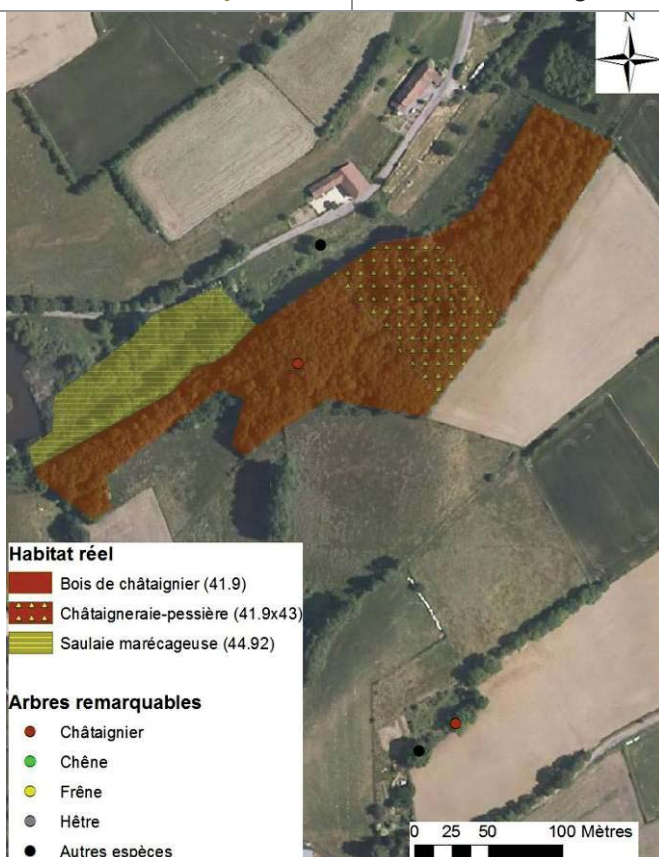 N
Habitat réel
Bois de châtaignier (41.9)
Châtaigneraie-pessière (41.9x43)
Saulaie marécageuse (44.92)
Arbres remarquables
Châtaignier
Chêne
Frêne
Hêtre
Autres espèces
0 25 50 100 Mètres